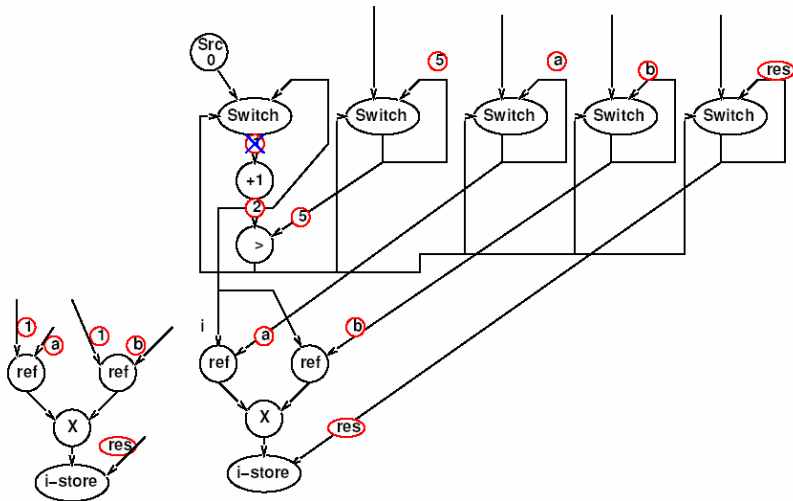 Src
0
5
a
b
res
Switch
Switch
Switch
Switch
Switch
+1
2
5
>
i
1
1
a
b
a
b
ref
ref
ref
ref
X
X
res
res
i-store
i-store